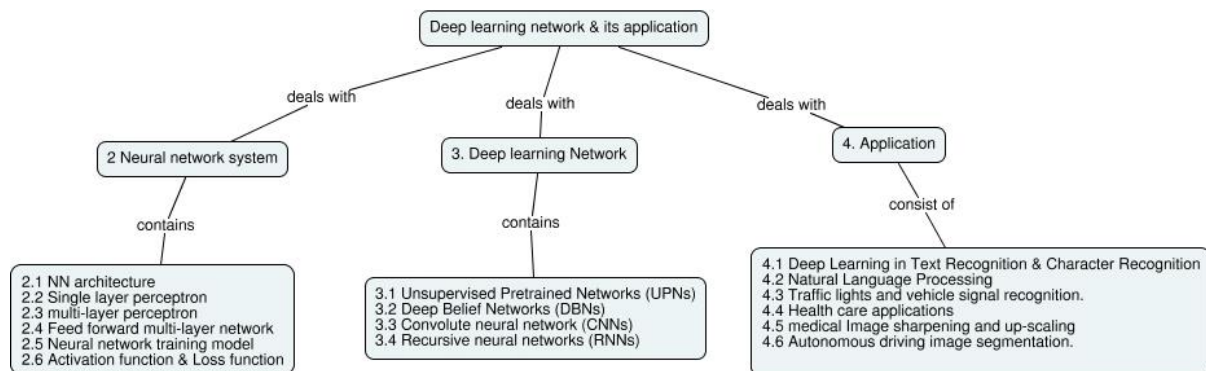 Deep learning network & its application
deals with
deals with
deals with
2 Neural network system
3. Deep learning Network
4. Application
contains
contains
consist of
2.1 NN architecture
2.2 Single layer perceptron
2.3 multi-layer perceptron
2.4 Feed forward multi-layer network
2.5 Neural network training model
2.6 Activation function & Loss function
3.1 Unsupervised Pretrained Networks (UPNs)
3.2 Deep Belief Networks (DBNs)
3.3 Convolute neural network (CNNs)
3.4 Recursive neural networks (RNNs)
4.1 Deep Learning in Text Recognition & Character Recognition
4.2 Natural Language Processing
4.3 Traffic lights and vehicle signal recognition.
4.4 Health care applications
4.5 medical Image sharpening and up-scaling
4.6 Autonomous driving image segmentation.